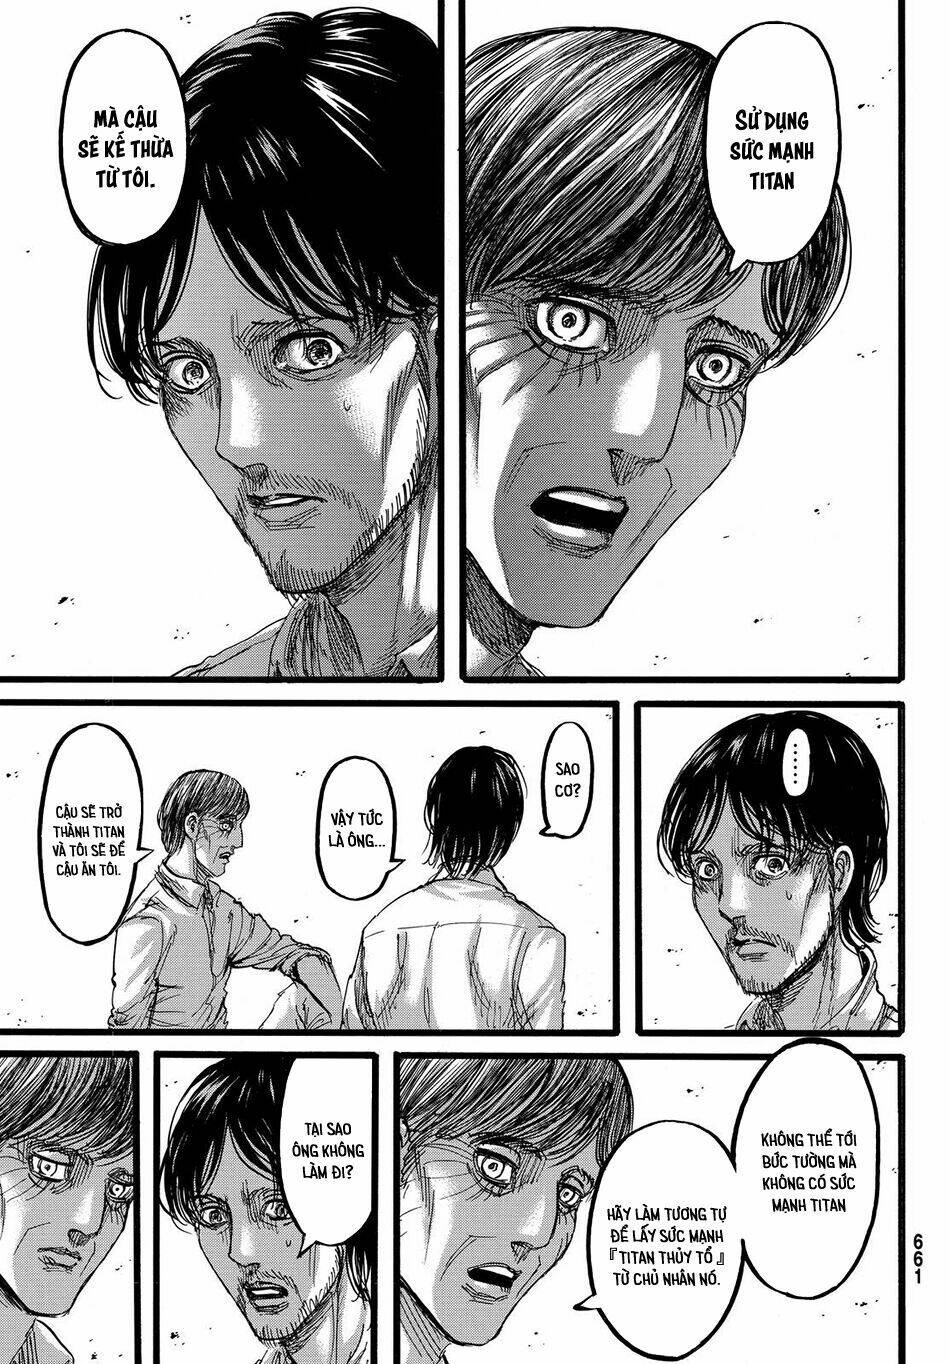 SỬ DỤNG
SỨC MẠNH
TITAN
MÀ CẬU
SẼ KẾ THỪA
TỪ TÔI.
......
SAO
CƠ?
VẬY TỨC
LÀ ÔNG...
CẬU SẼ TRỞ
THÀNH TITAN
VÀ TÔI SẼ ĐỂ
CẬU ĂN TÔI.
KHÔNG THỂ TỚI
BỨC TƯỜNG MÀ
KHÔNG CÓ SỨC
MẠNH TITAN
HÃY LÀM TƯƠNG TỰ
ĐỂ LẤY SỨC MẠNH
『TITAN THỦY TỔ』
TỪ CHỦ NHÂN NÓ.
TẠI SAO
ÔNG KHÔNG
LÀM ĐI?
661